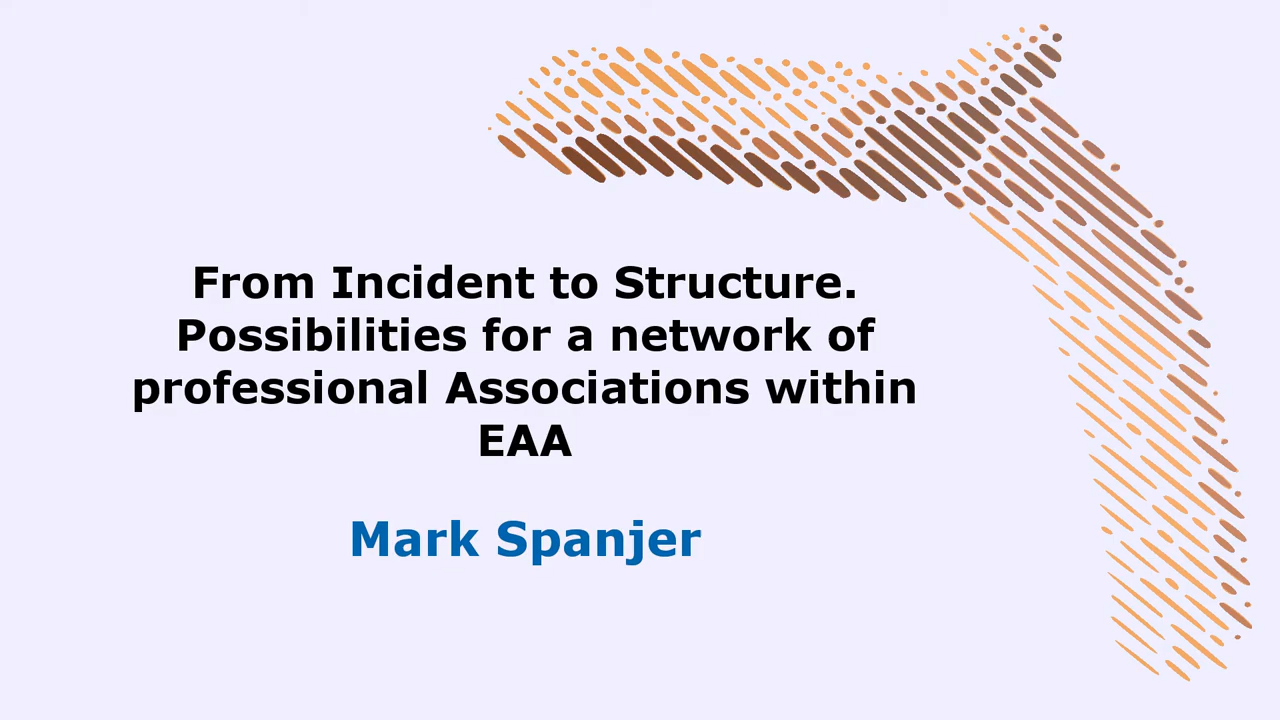 From Incident to Structure.
Possibilities for a network of
professional Associations within
EAA
Mark Spanjer